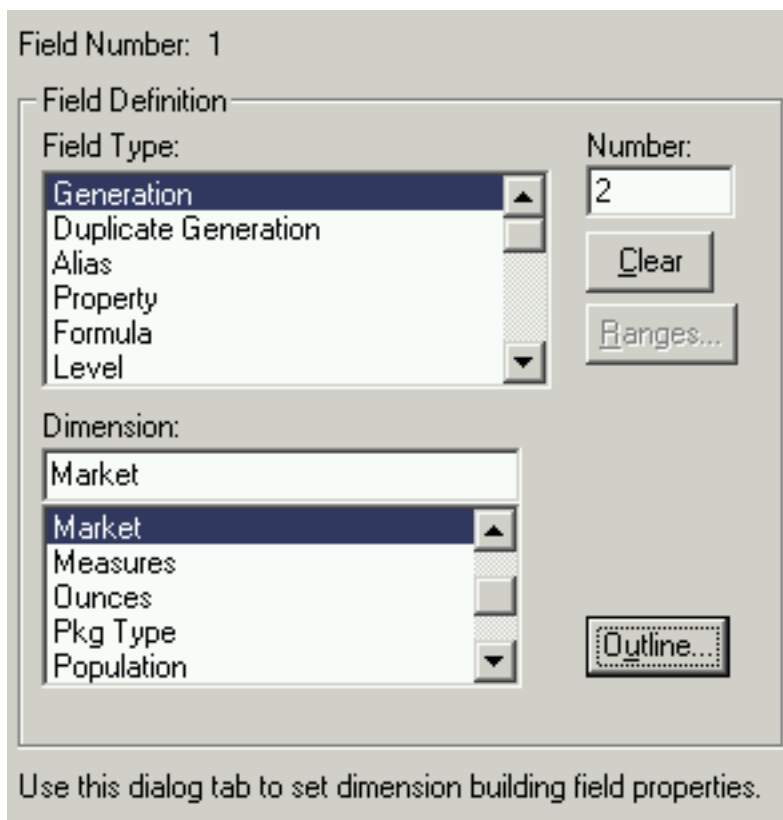 Field Number: 1
Field Definition
Field Type:
Number:
Generation
2
Duplicate Generation
Alias
Clear
Property
Formula
Ranges...
Level
Dimension:
Market
Market
Measures
Ounces
Pkg Type
Outline...
Population
Use this dialog tab to set dimension building field properties.